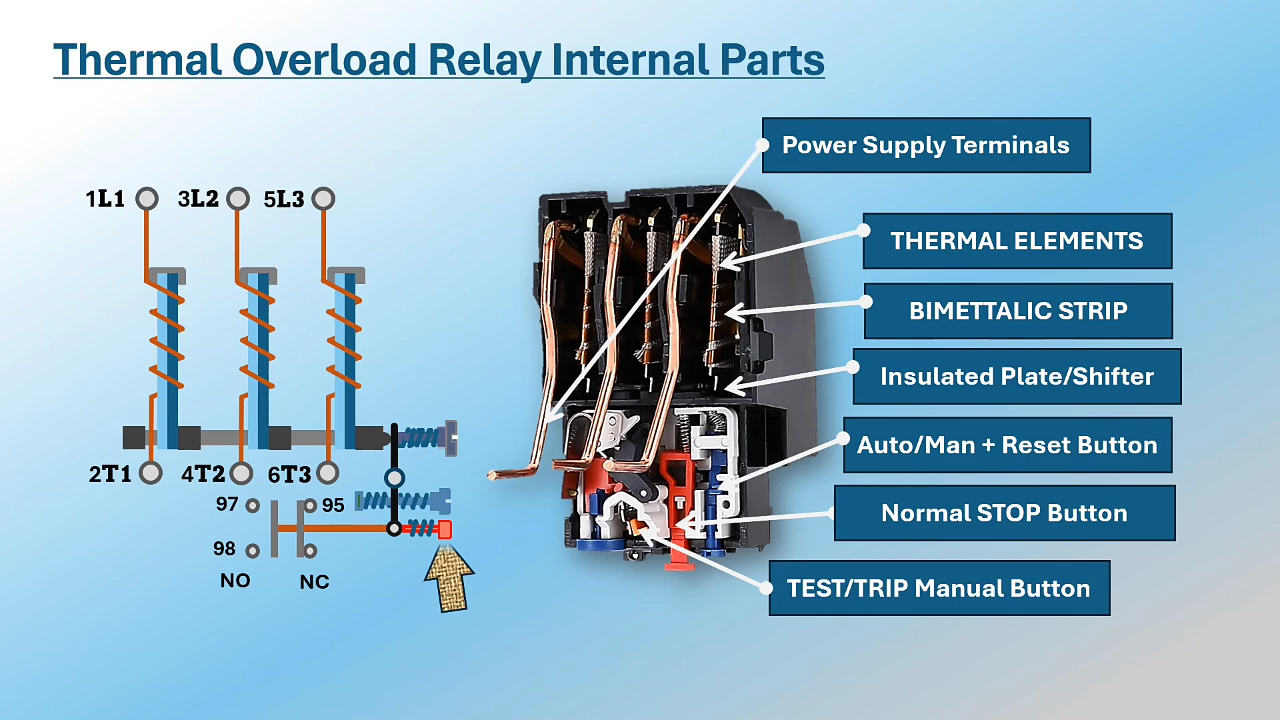 Thermal Overload Relay Internal Parts
Power Supply Terminals
1L1 3L2 5L3
THERMAL ELEMENTS
BIMETTALIC STRIP
Insulated Plate/Shifter
Auto/Man + Reset Button
2T1 4T2 6T3
97 95
Normal STOP Button
98
NO NC
TEST/TRIP Manual Button